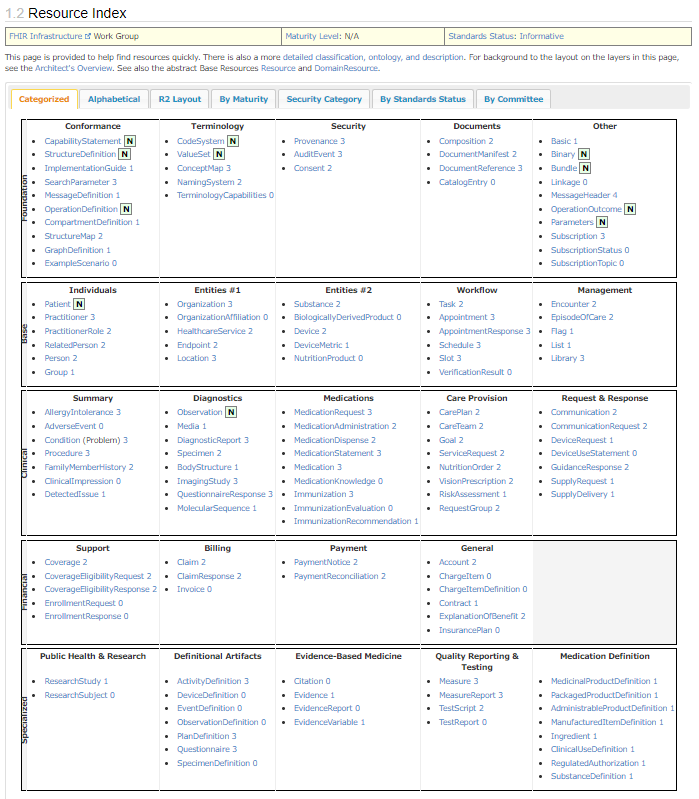 1.2 Resource Index
FHIR Infrastructure Work Group
Maturity Level: N/A
Standards Status: Informative
This page is provided to help find resources quickly. There is also a more detailed classification, ontology, and description. For background to the layout on the layers in this page,
see the Architect's Overview. See also the abstract Base Resources Resource and DomainResource.
Categorized
Alphabetical
R2 Layout
By Maturity
Security Category
By Standards Status
By Committee
Foundation
Conformance
CapabilityStatement N
StructureDefinition N
ImplementationGuide 1
SearchParameter 3
MessageDefinition 1
OperationDefinition N
CompartmentDefinition 1
StructureMap 2
GraphDefinition 1
ExampleScenario 0
Terminology
CodeSystem N
ValueSet N
ConceptMap 3
NamingSystem 2
TerminologyCapabilities 0
Security
Provenance 3
AuditEvent 3
Consent 2
Documents
Composition 2
DocumentManifest 2
DocumentReference 3
CatalogEntry 0
Other
Basic 1
Binary N
Bundle N
Linkage 0
MessageHeader 4
OperationOutcome N
Parameters N
Subscription 3
SubscriptionStatus 0
SubscriptionTopic 0
Base
Individuals
Patient N
Practitioner 3
PractitionerRole 2
RelatedPerson 2
Person 2
Group 1
Entities #1
Organization 3
OrganizationAffiliation 0
HealthcareService 2
Endpoint 2
Location 3
Entities #2
Substance 2
BiologicallyDerivedProduct 0
Device 2
DeviceMetric 1
NutritionProduct 0
Workflow
Task 2
Appointment 3
AppointmentResponse 3
Schedule 3
Slot 3
VerificationResult 0
Management
Encounter 2
EpisodeOfCare 2
Flag 1
List 1
Library 3
Clinical
Summary
AllergyIntolerance 3
AdverseEvent 0
Condition (Problem) 3
Procedure 3
FamilyMemberHistory 2
ClinicalImpression 0
DetectedIssue 1
Diagnostics
Observation N
Media 1
DiagnosticReport 3
Specimen 2
BodyStructure 1
ImagingStudy 3
QuestionnaireResponse 3
MolecularSequence 1
Medications
MedicationRequest 3
MedicationAdministration 2
MedicationDispense 2
MedicationStatement 3
Medication 3
MedicationKnowledge 0
Immunization 3
ImmunizationEvaluation 0
ImmunizationRecommendation 1
Care Provision
CarePlan 2
CareTeam 2
Goal 2
ServiceRequest 2
NutritionOrder 2
VisionPrescription 2
RiskAssessment 1
RequestGroup 2
Request & Response
Communication 2
CommunicationRequest 2
DeviceRequest 1
DeviceUseStatement 0
GuidanceResponse 2
SupplyRequest 1
SupplyDelivery 1
Financial
Support
Coverage 2
CoverageEligibilityRequest 2
CoverageEligibilityResponse 2
EnrollmentRequest 0
EnrollmentResponse 0
Billing
Claim 2
ClaimResponse 2
Invoice 0
Payment
PaymentNotice 2
PaymentReconciliation 2
General
Account 2
ChargeItem 0
ChargeItemDefinition 0
Contract 1
ExplanationOfBenefit 2
InsurancePlan 0
Specialized
Public Health & Research
ResearchStudy 1
ResearchSubject 0
Definitional Artifacts
ActivityDefinition 3
DeviceDefinition 0
EventDefinition 0
ObservationDefinition 0
PlanDefinition 3
Questionnaire 3
SpecimenDefinition 0
Evidence-Based Medicine
Citation 0
Evidence 1
EvidenceReport 0
EvidenceVariable 1
Quality Reporting &
Testing
Measure 3
MeasureReport 3
TestScript 2
TestReport 0
Medication Definition
MedicinalProductDefinition 1
PackagedProductDefinition 1
AdministrableProductDefinition 1
ManufacturedItemDefinition 1
Ingredient 1
ClinicalUseDefinition 1
RegulatedAuthorization 1
SubstanceDefinition 1